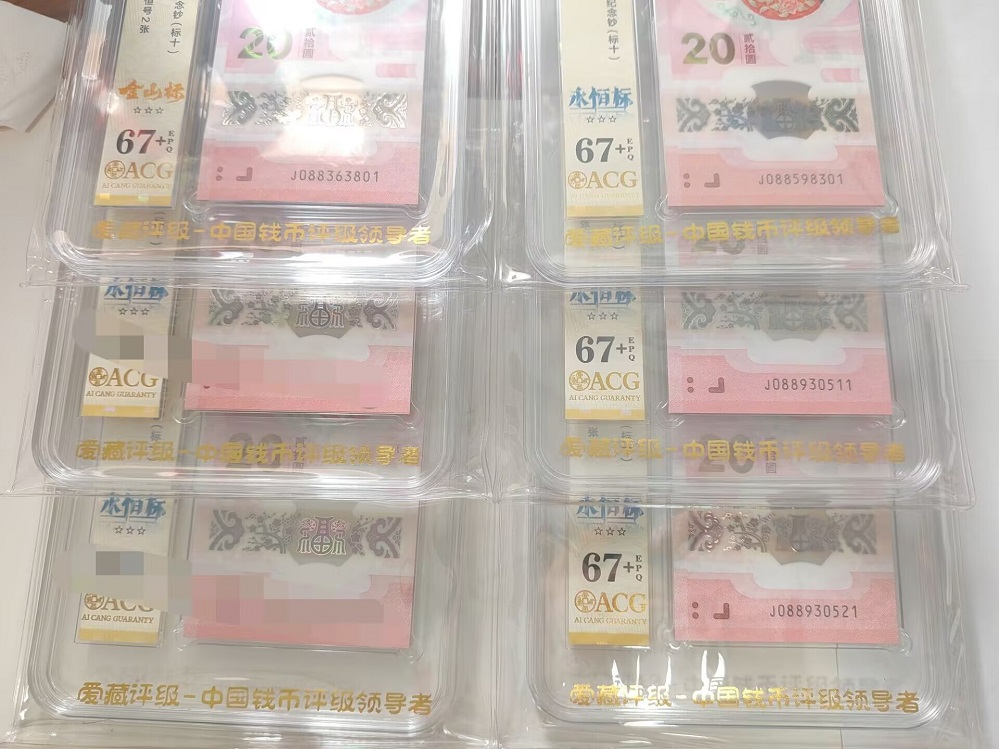 念钞（标十）
号2张
20
贰拾圆
金山标
☆☆☆
67+
EPQ
ACG
AI CANG GUARANTY
J088363801
爱藏评级-中国钱币评级领导者
纪念钞（标十）
20
贰拾圆
永恒标
☆☆☆
67+
EPQ
ACG
AI CANG GUARANTY
J088598301
爱藏评级-中国钱币评级领导者
永恒标
☆☆☆
ACG
AI CANG GUARANTY
爱藏评级-中国钱币评级领导者
永恒标
☆☆☆
67+
EPQ
ACG
AI CANG GUARANTY
J088930511
爱藏评级-中国钱币评级领导者
永恒标
☆☆☆
ACG
AI CANG GUARANTY
爱藏评级-中国钱币评级领导者
永恒标
☆☆☆
67+
EPQ
ACG
AI CANG GUARANTY
J088930521
爱藏评级-中国钱币评级领导者